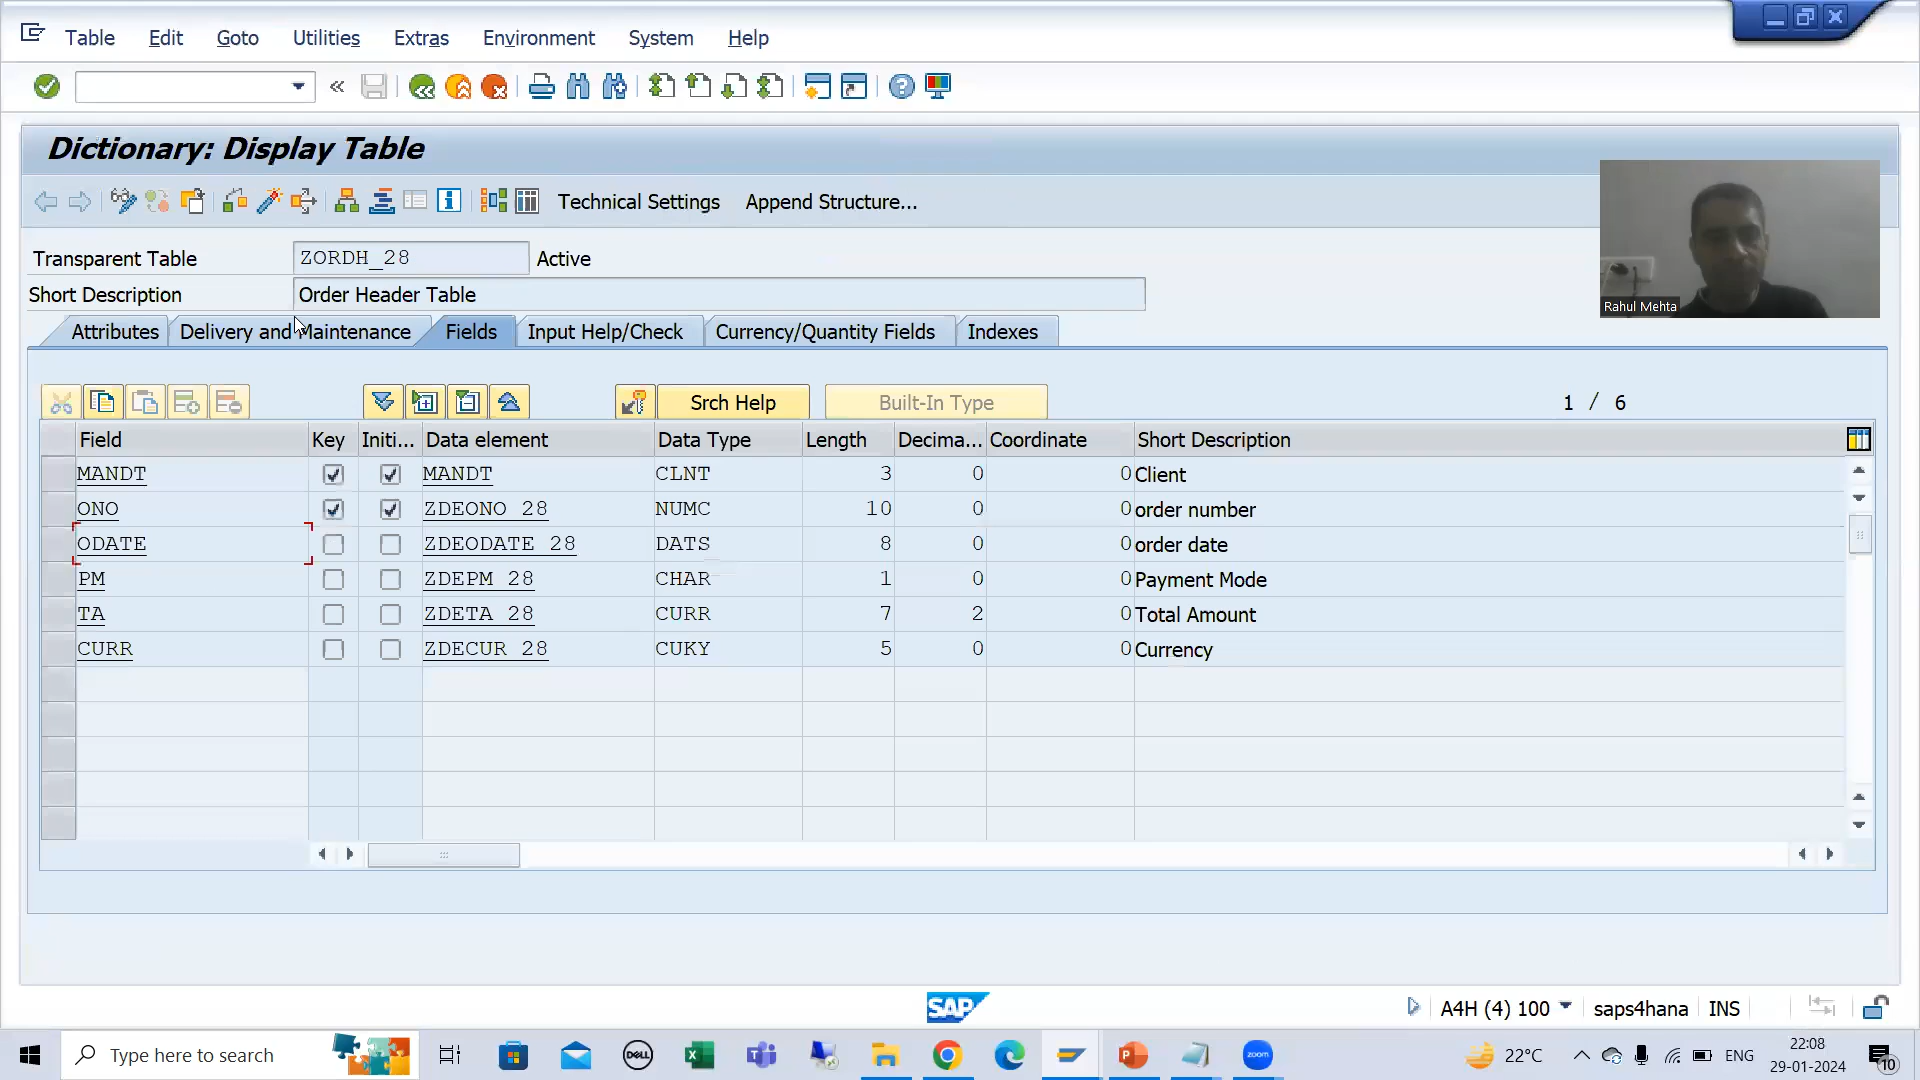 Table Edit Goto Utilities Extras Environment System Help
Dictionary: Display Table
Technical Settings Append Structure...
Transparent Table ZORDH_28 Active
Short Description Order Header Table
Rahul Mehta
Attributes Delivery and Maintenance Fields Input Help/Check Currency/Quantity Fields Indexes
Srch Help Built-In Type 1 / 6
Field Key Initi... Data element Data Type Length Decima... Coordinate Short Description
MANDT MANDT CLNT 3 0 0 Client
ONO ZDEONO_28 NUMC 10 0 0 order number
ODATE ZDEODATE_28 DATS 8 0 0 order date
PM ZDEPM_28 CHAR 1 0 0 Payment Mode
TA ZDETA_28 CURR 7 2 0 Total Amount
CURR ZDECUR_28 CUKY 5 0 0 Currency
SAP A4H (4) 100 saps4hana INS
Type here to search DELL zoom 22°C ENG 22:08
29-01-2024 10